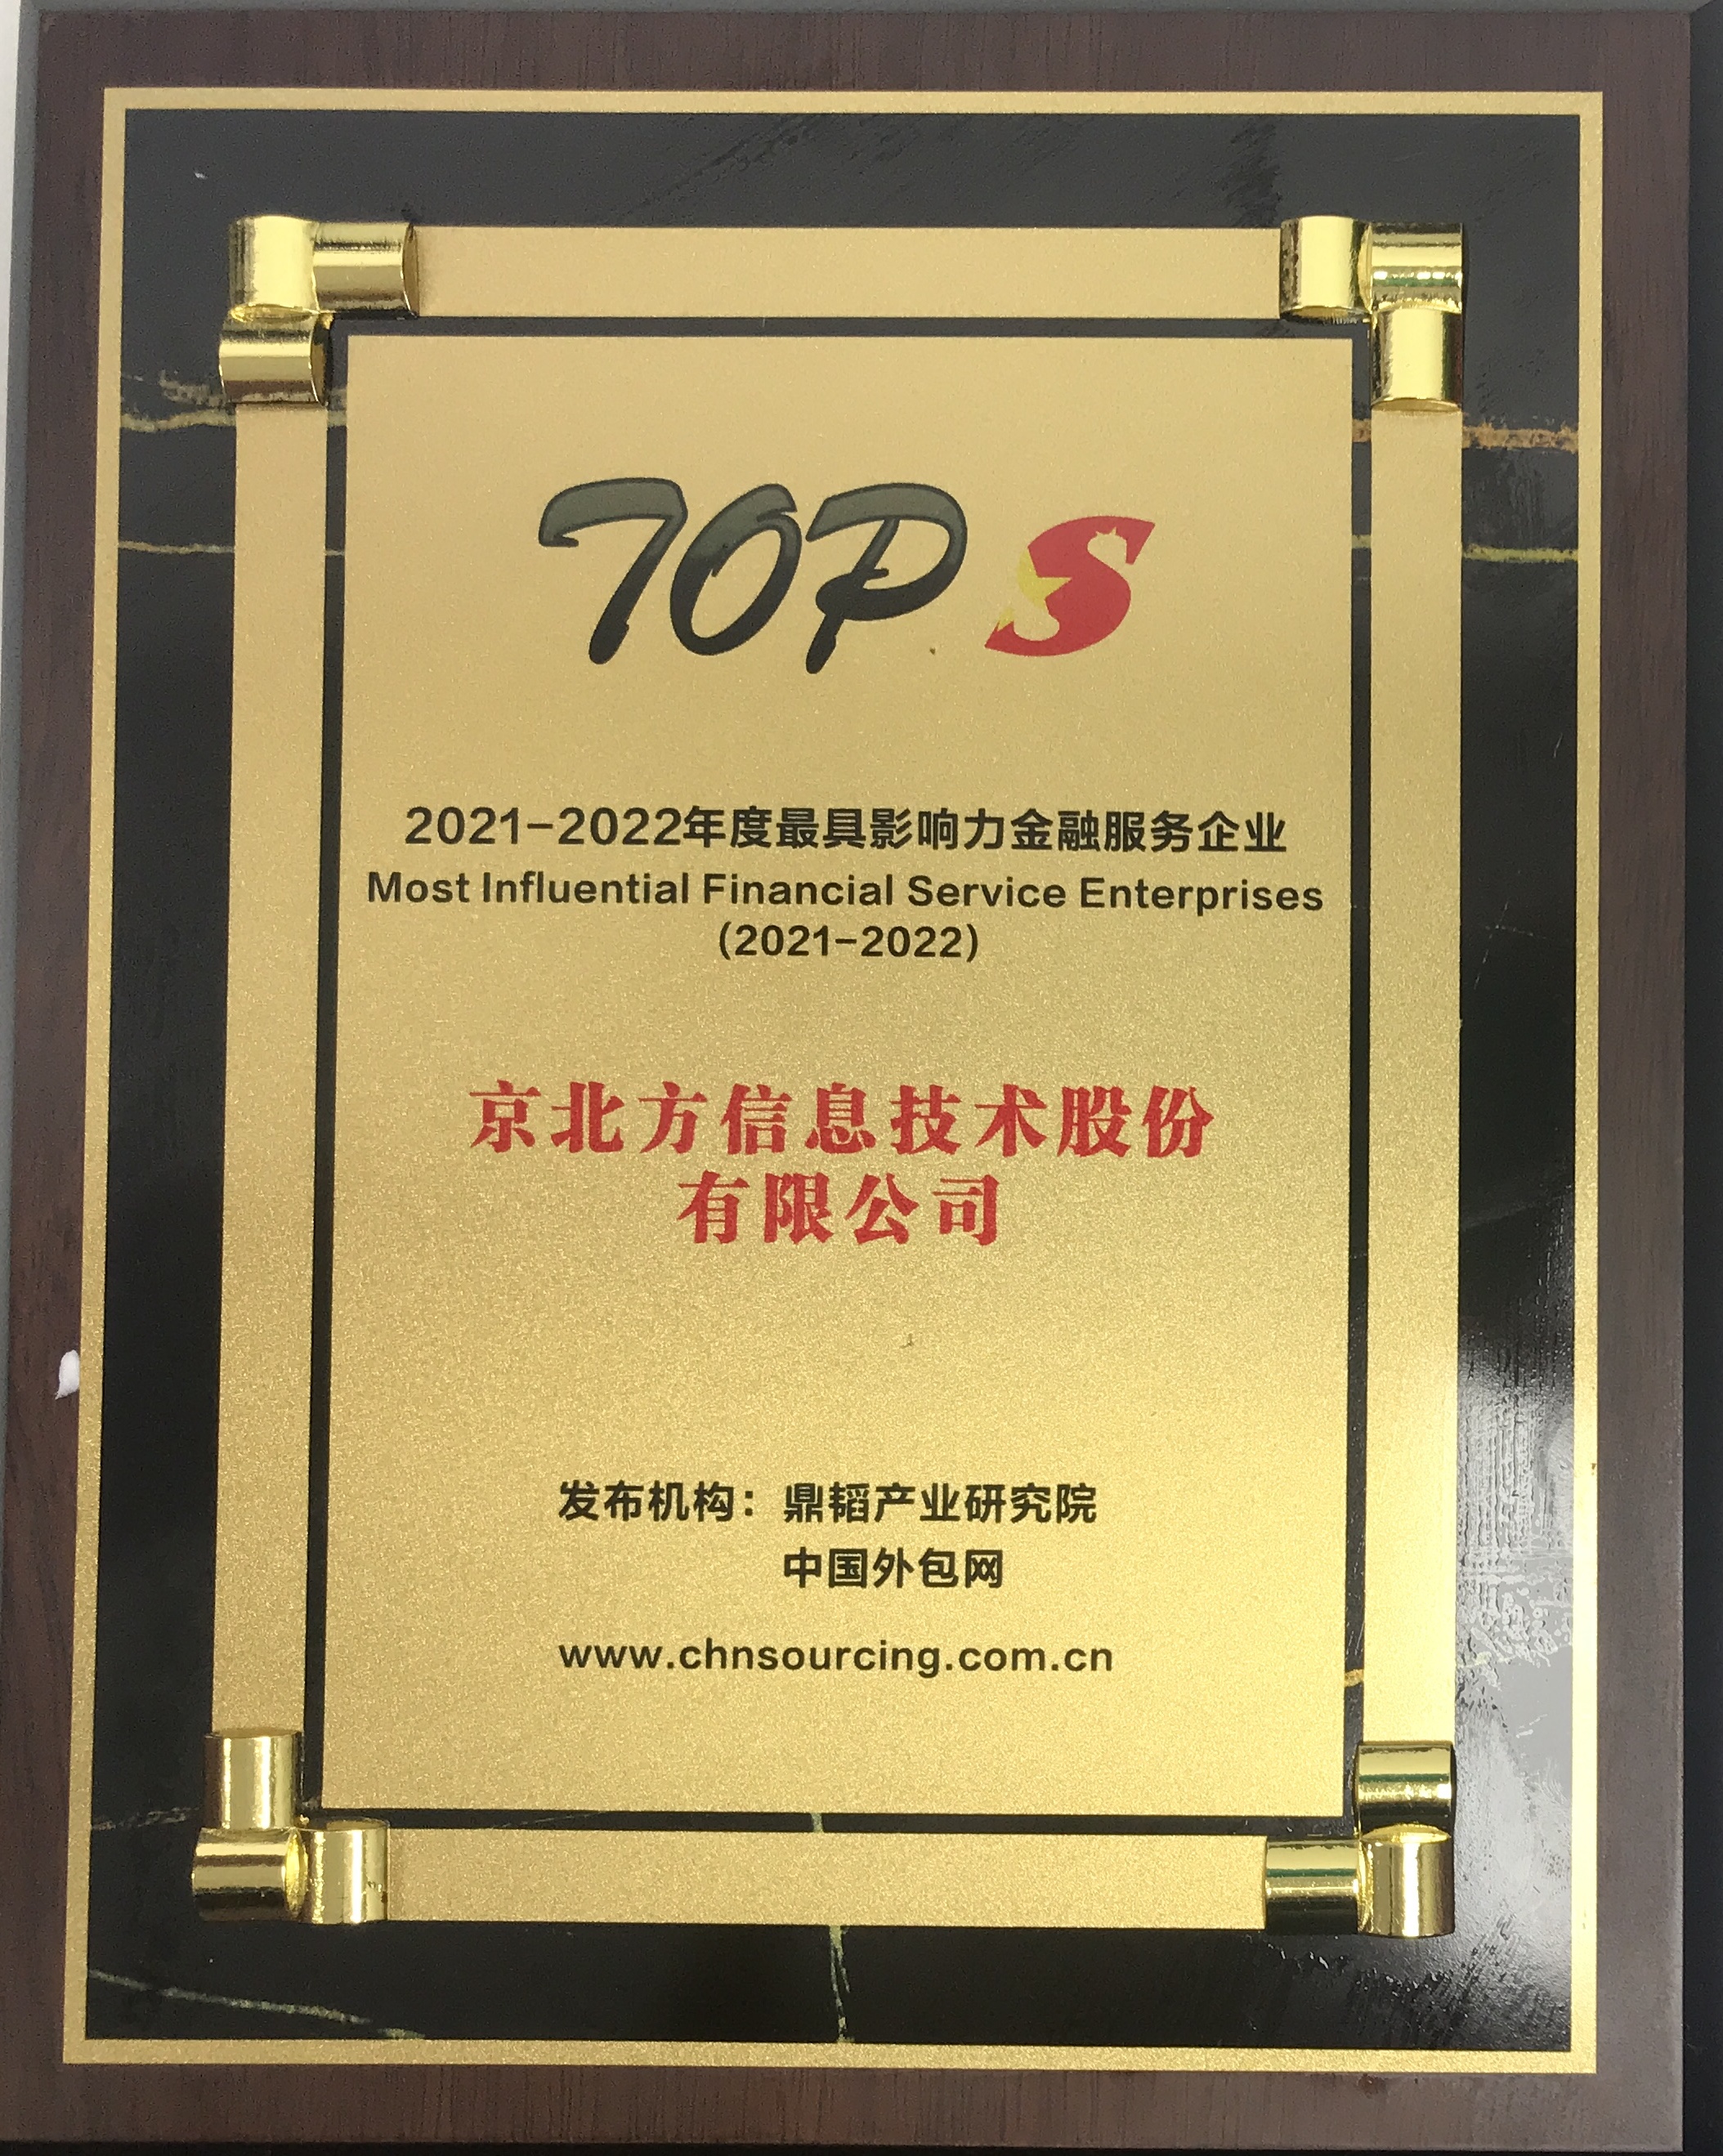 TOP S
2021-2022年度最具影响力金融服务企业
Most Influential Financial Service Enterprises
(2021-2022)
京北方信息技术股份
有限公司
发布机构：鼎韬产业研究院
中国外包网
www.chnsourcing.com.cn